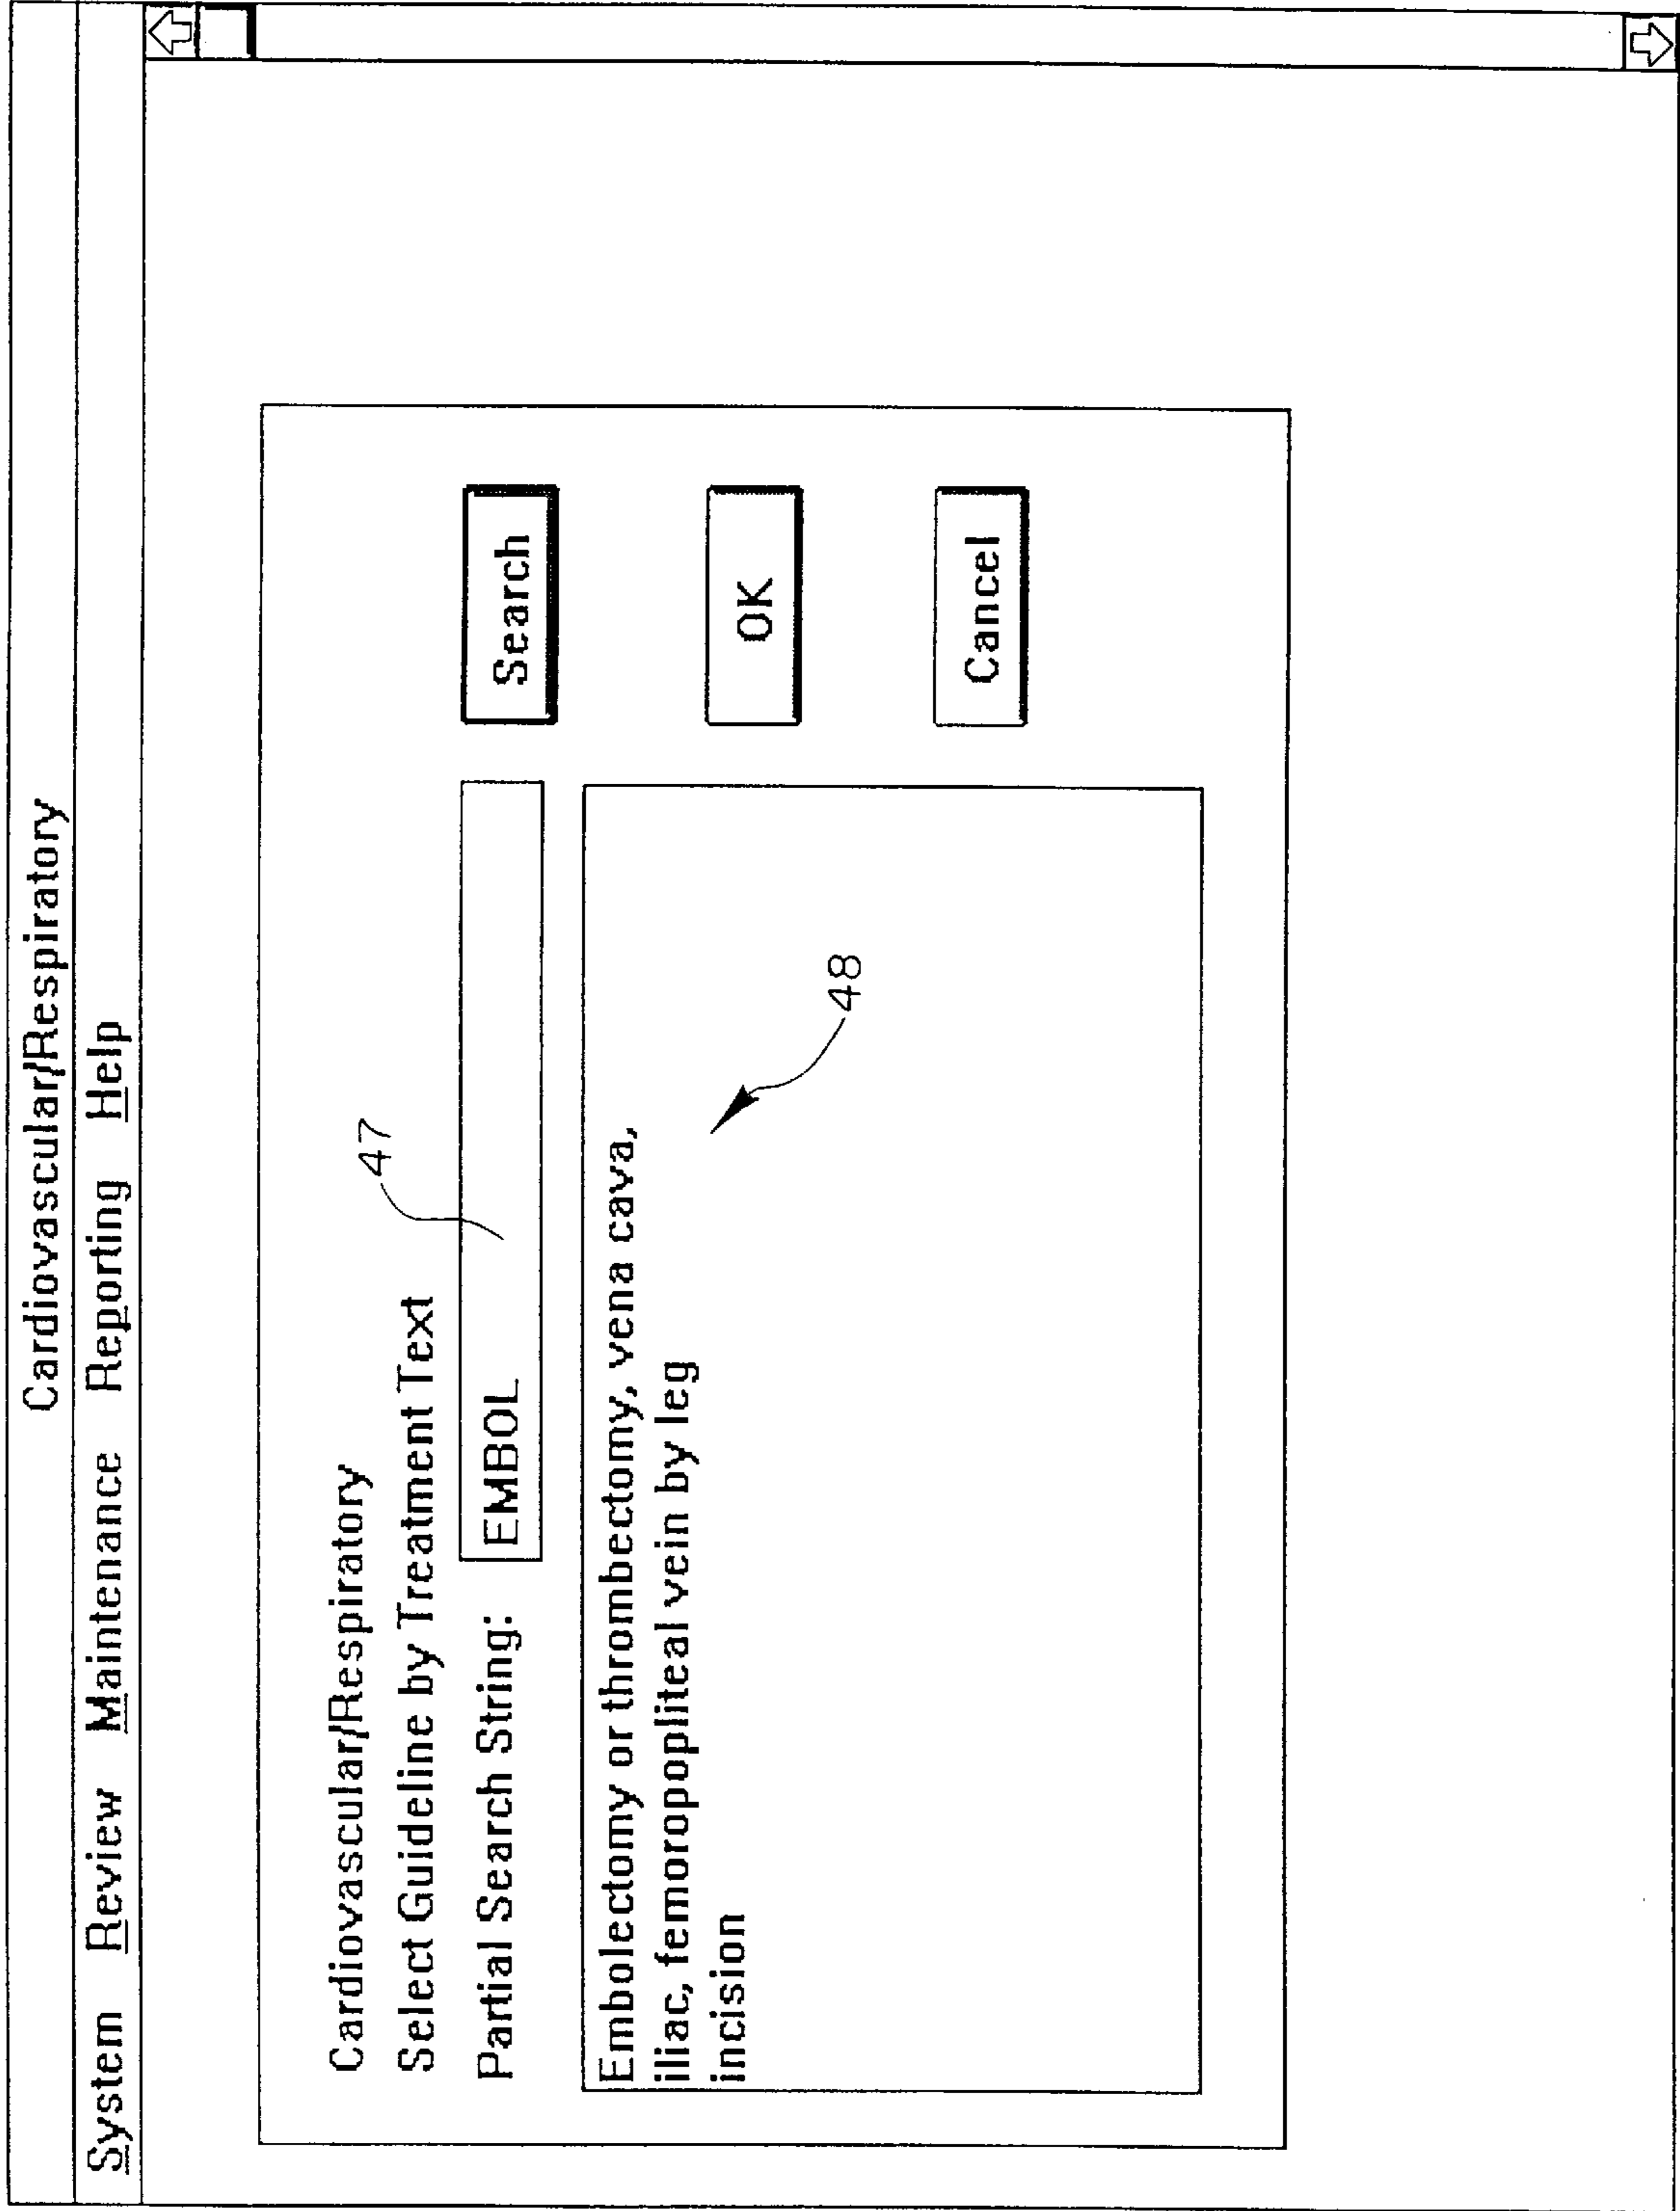 Cardiovascular/Respiratory
System Review Maintenance Reporting Help
Cardiovascular/Respiratory
47
Select Guideline by Treatment Text
Partial Search String: EMBOL Search
Embolectomy or thrombectomy, vena cava,
iliac, femoropopliteal vein by leg
incision
48
OK
Cancel